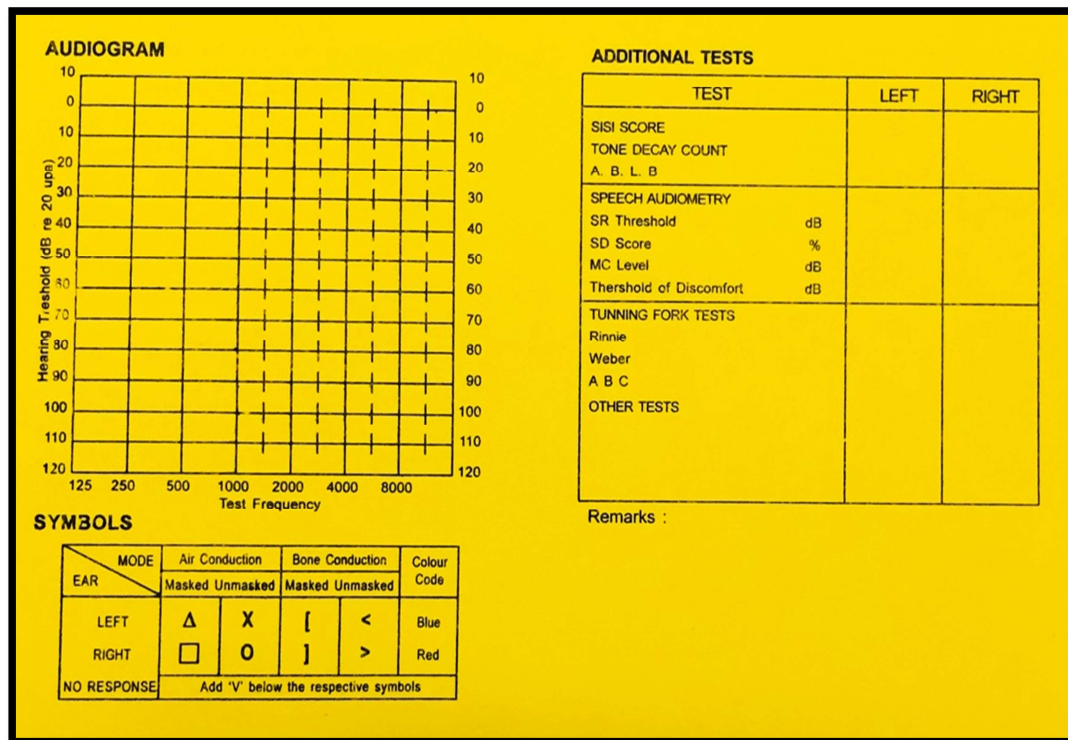 AUDIOGRAM
10 10
0 0
10 10
20 20
30 30
40 40
50 50
60 60
70 70
80 80
90 90
100 100
110 110
120 120
Hearing Treshold (dB re 20 upa)
125 250 500 1000 2000 4000 8000
Test Frequency
SYMBOLS
MODE Air Conduction Bone Conduction Colour Code
EAR Masked Unmasked Masked Unmasked
LEFT Δ X [ < Blue
RIGHT □ O ] > Red
NO RESPONSE Add 'V' below the respective symbols
ADDITIONAL TESTS
TEST LEFT RIGHT
SISI SCORE
TONE DECAY COUNT
A. B. L. B
SPEECH AUDIOMETRY
SR Threshold dB
SD Score %
MC Level dB
Thershold of Discomfort dB
TUNNING FORK TESTS
Rinnie
Weber
A B C
OTHER TESTS
Remarks :